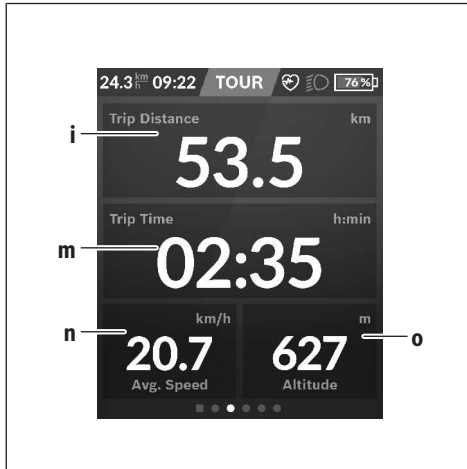 24.3 km/h 09:22 TOUR 76 %
Trip Distance km
i
53.5
Trip Time h:min
m
02:35
km/h m
n o
20.7 627
Avg. Speed Altitude